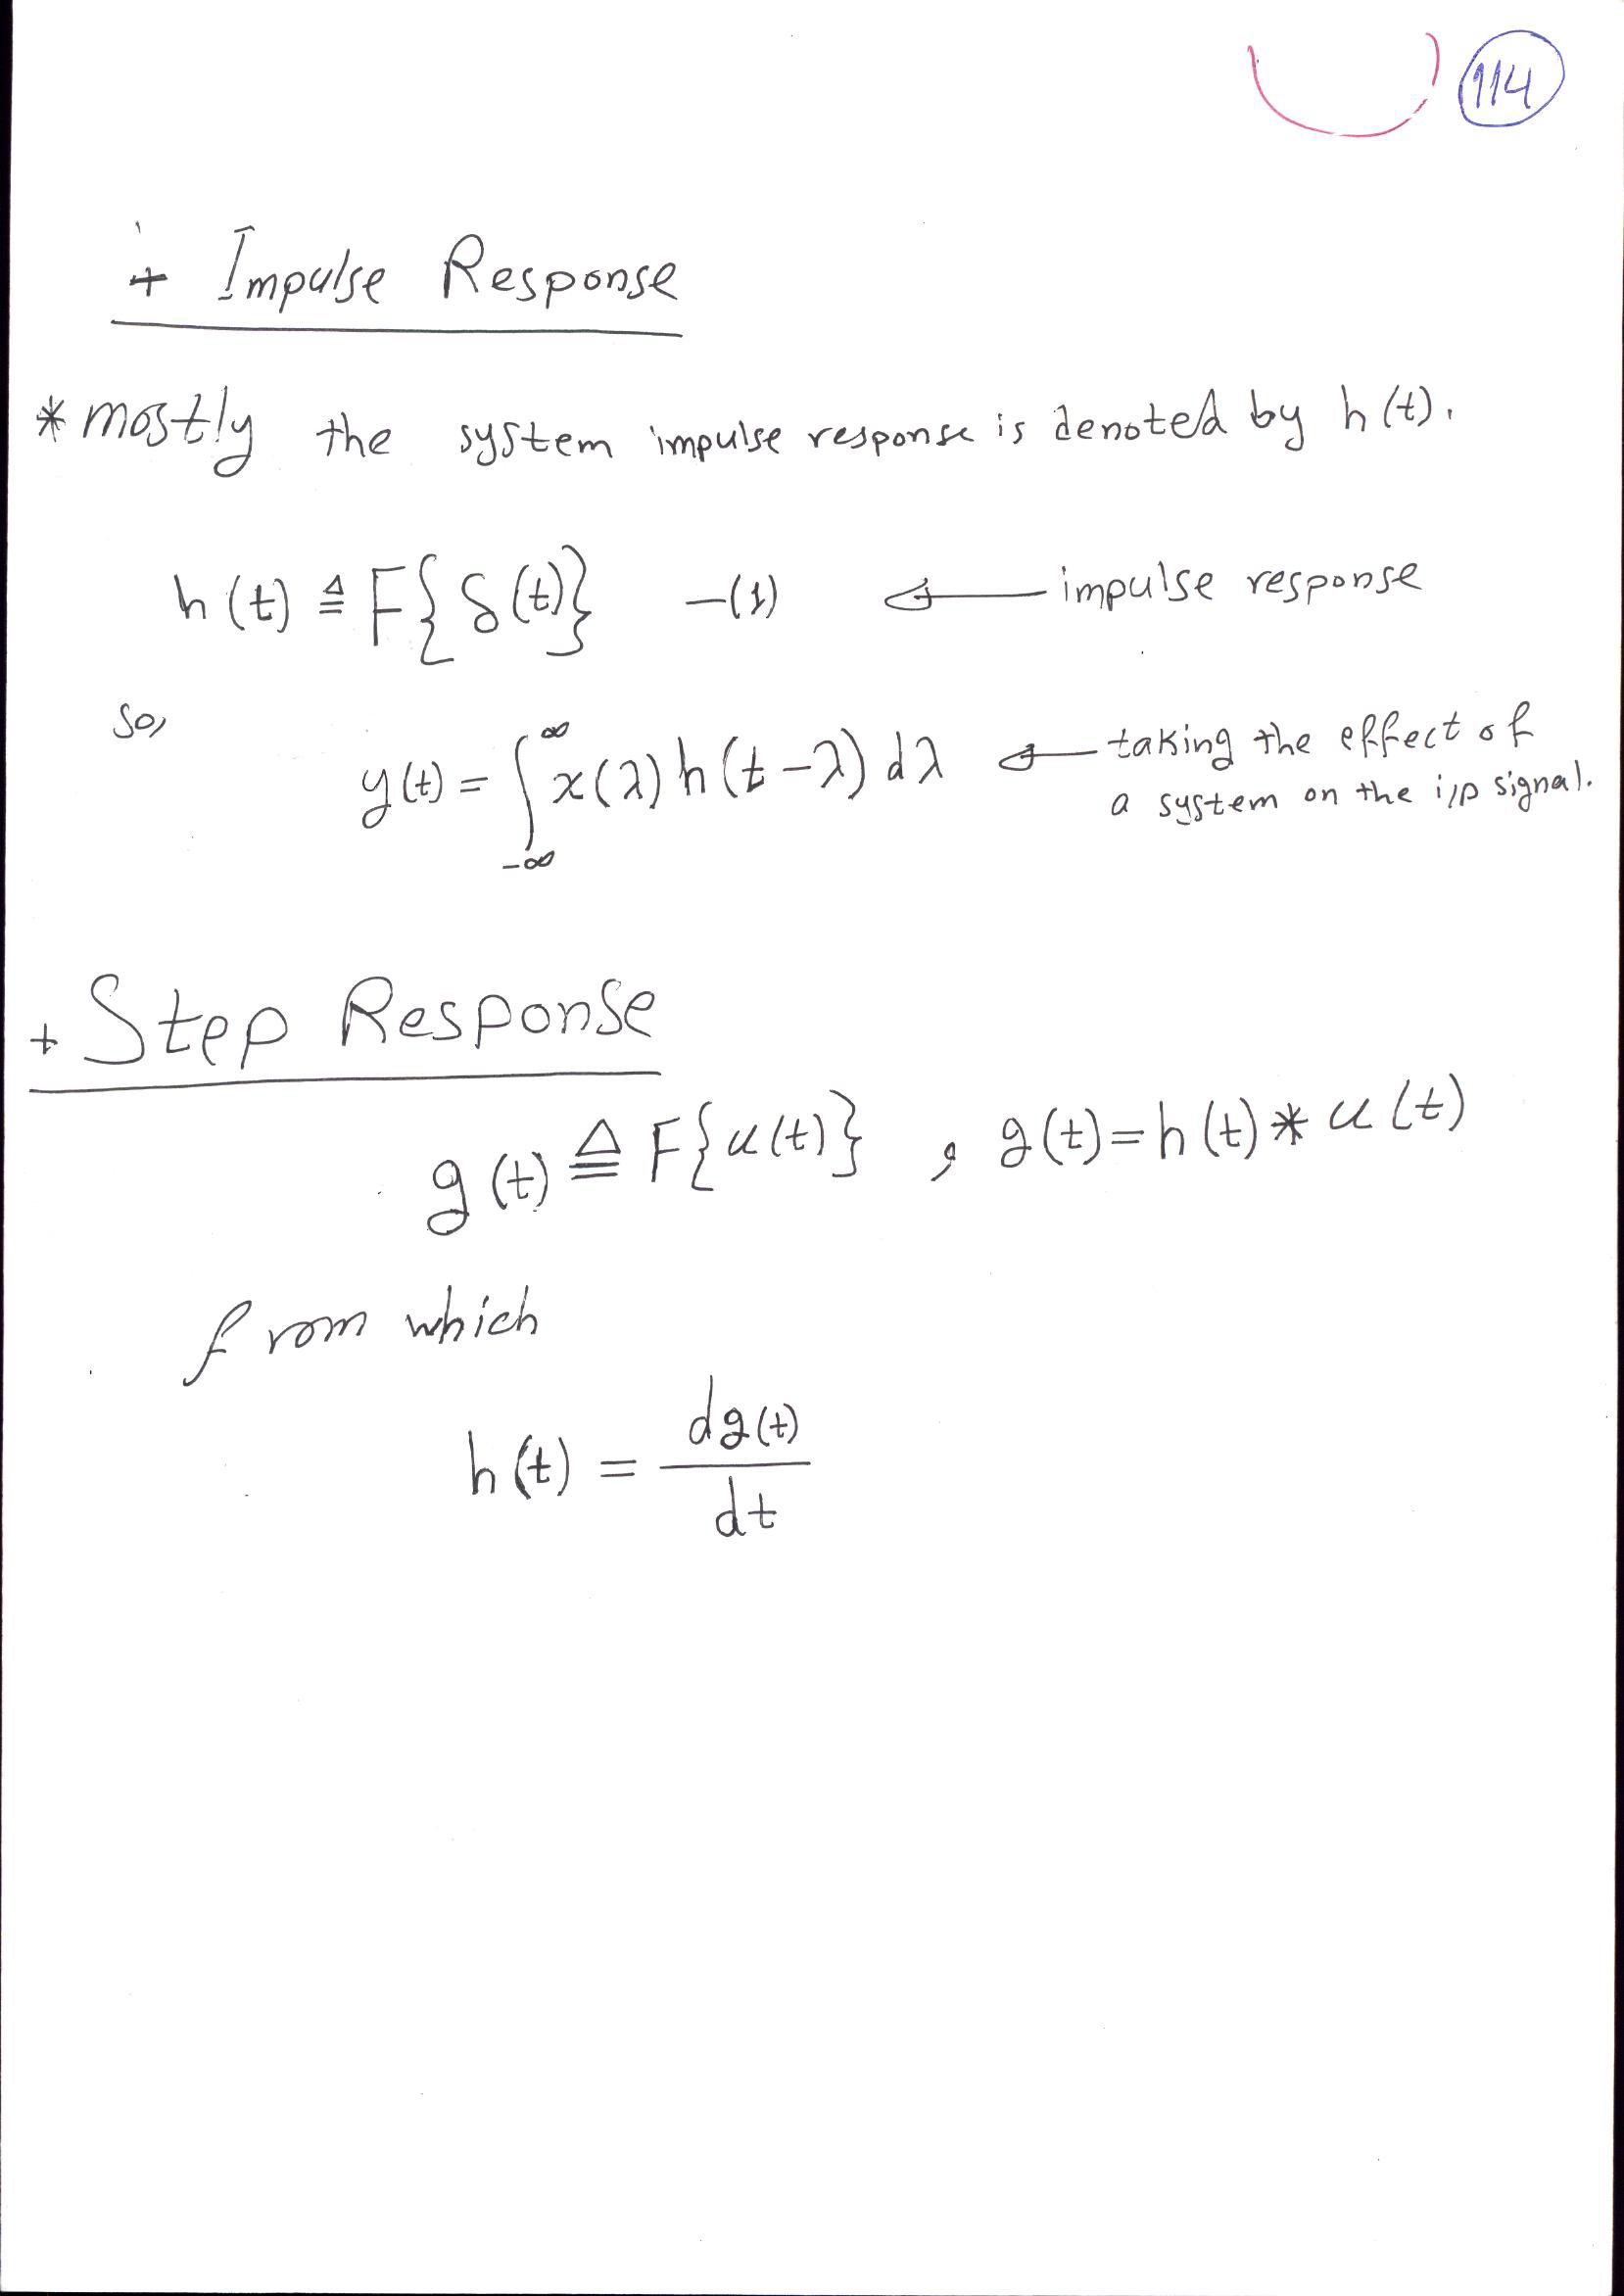 114
+ Impulse Response
* mostly the system impulse response is denoted by h(t).
h(t) ≜ F{δ(t)} -(1) ← impulse response
so,
y(t) = ∫_{-∞}^{∞} x(λ) h(t-λ) dλ ← taking the effect of
a system on the i/p signal.
+ Step Response
g(t) ≜ F{u(t)} , g(t) = h(t) * u(t)
from which
h(t) = dg(t)/dt